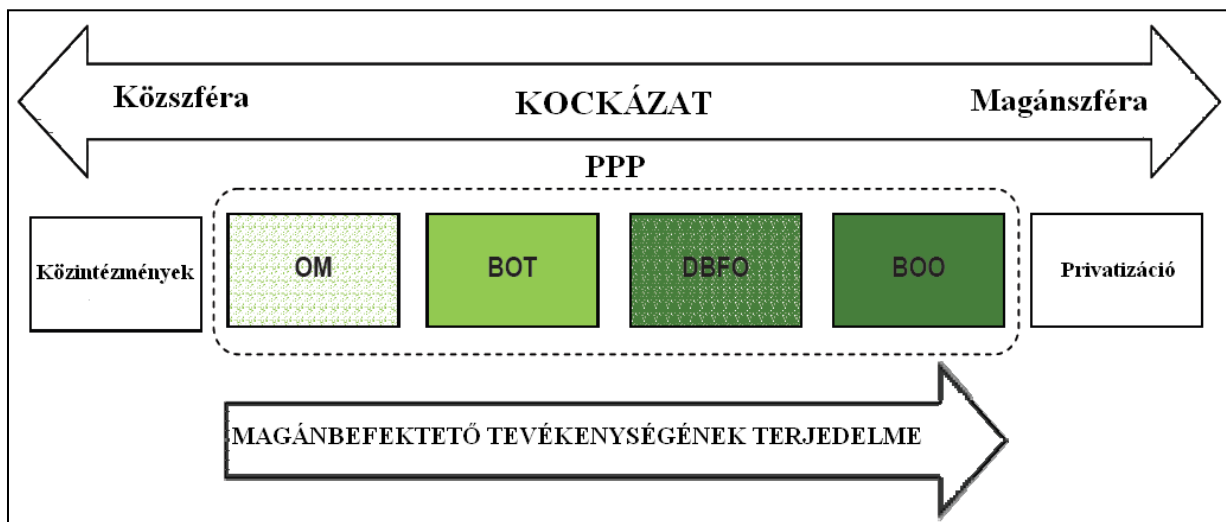 Közszféra KOCKÁZAT Magánszféra
PPP
Közintézmények OM BOT DBFO BOO Privatizáció
MAGÁNBEFEKTETŐ TEVÉKENYSÉGÉNEK TERJEDELME